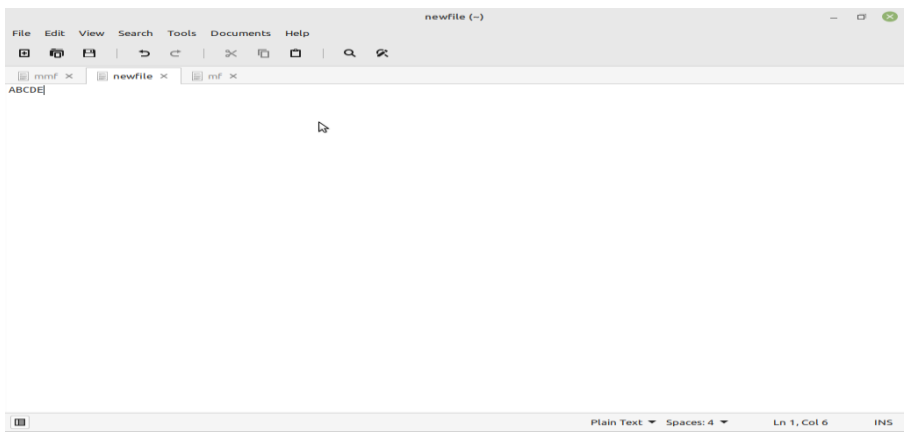 newfile (~)
File Edit View Search Tools Documents Help
mmf newfile mf
ABCDE
Plain Text Spaces: 4 Ln 1, Col 6 INS